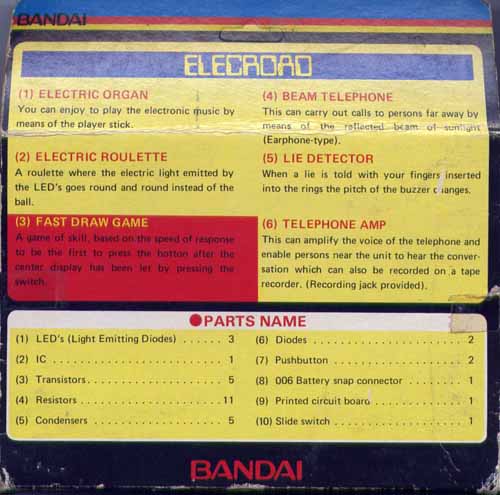 BANDAI
ELECROAD
(1) ELECTRIC ORGAN
You can enjoy to play the electronic music by
means of the player stick.
(2) ELECTRIC ROULETTE
A roulette where the electric light emitted by
the LED's goes round and round instead of the
ball.
(3) FAST DRAW GAME
A game of skill, based on the speed of response
to be the first to press the hotton after the
center display has been let by pressing the
switch.
(4) BEAM TELEPHONE
This can carry out calls to persons far away by
means of the reflected beam of sunlight
(Earphone-type).
(5) LIE DETECTOR
When a lie is told with your fingers inserted
into the rings the pitch of the buzzer changes.
(6) TELEPHONE AMP
This can amplify the voice of the telephone and
enable persons near the unit to hear the conver-
sation which can also be recorded on a tape
recorder. (Recording jack provided).
●PARTS NAME
(1) LED's (Light Emitting Diodes) ...... 3
(2) IC .................... 1
(3) Transistors ............... 5
(4) Resistors ................ 11
(5) Condensers .............. 5
(6) Diodes ................ 2
(7) Pushbutton .............. 2
(8) 006 Battery snap connector ....... 1
(9) Printed circuit board .......... 1
(10) Slide switch .............. 1
BANDAI